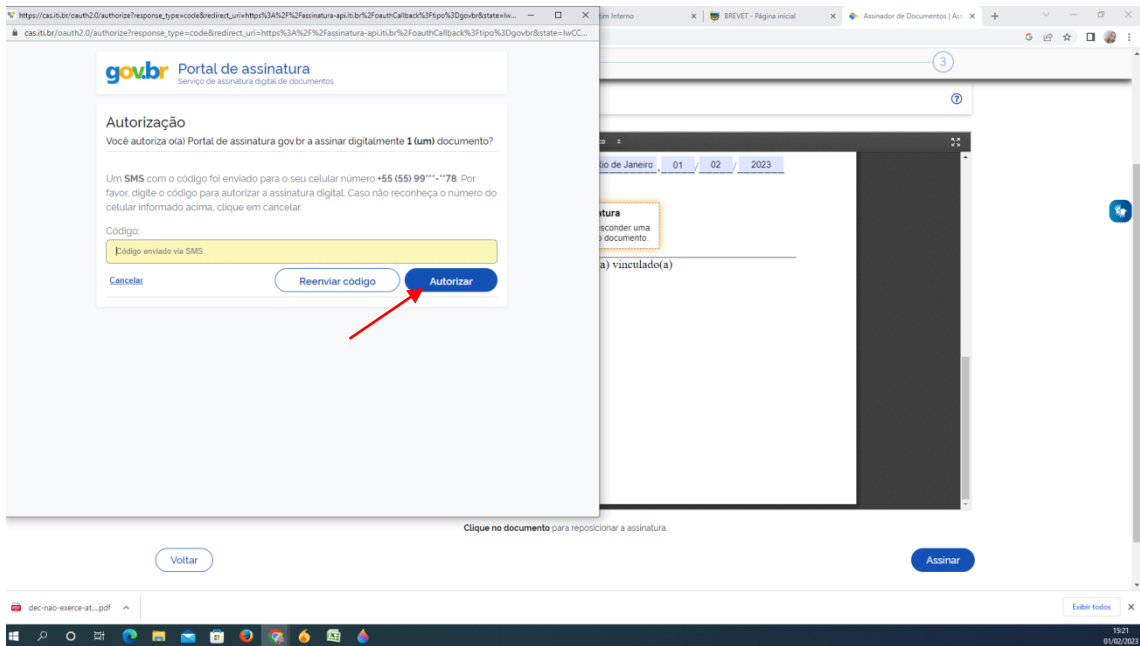 https://cas.iti.br/oauth2.0/authorize?response_type=code&redirect_uri=https%3A%2F%2Fassinatura-api.iti.br%2FoauthCallback%3Ftipo%3Dgovbr&state=lw...
tim Interno
BREVET - Página inicial
Assinador de Documentos | Ass
cas.iti.br/oauth2.0/authorize?response_type=code&redirect_uri=https%3A%2F%2Fassinatura-api.iti.br%2FoauthCallback%3Ftipo%3Dgovbr&state=lwCC...
gov.br
Portal de assinatura
Serviço de assinatura digital de documentos
3
Autorização
Você autoriza o(a) Portal de assinatura gov.br a assinar digitalmente 1 (um) documento?
Um SMS com o código foi enviado para o seu celular número +55 (55) 99***-**78. Por
favor, digite o código para autorizar a assinatura digital. Caso não reconheça o número do
celular informado acima, clique em cancelar.
Código:
Código enviado via SMS
Cancelar
Reenviar código
Autorizar
Rio de Janeiro, 01 / 02 / 2023
atura
esconder uma
o documento.
a) vinculado(a)
Clique no documento para reposicionar a assinatura.
Voltar
Assinar
dec-nao-exerce-at....pdf
Exibir todos
15:21
01/02/2023